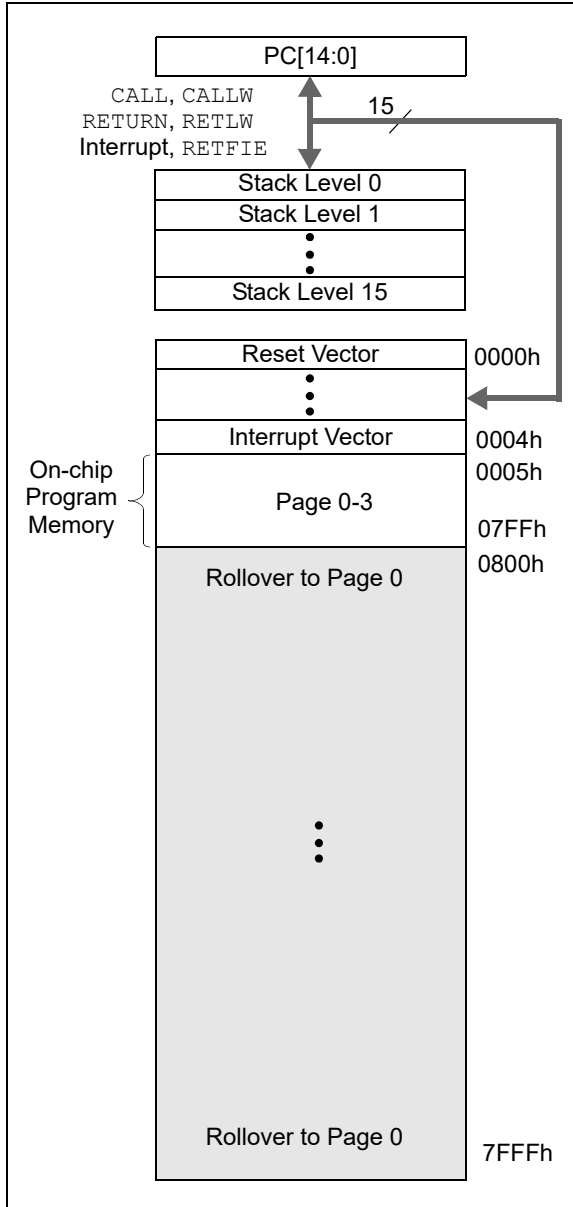 PC[14:0]
CALL, CALLW
RETURN, RETLW
Interrupt, RETFIE
15
Stack Level 0
Stack Level 1
Stack Level 15
Reset Vector
0000h
Interrupt Vector
0004h
On-chip
Program
Memory
0005h
Page 0-3
07FFh
Rollover to Page 0
0800h
Rollover to Page 0
7FFFh